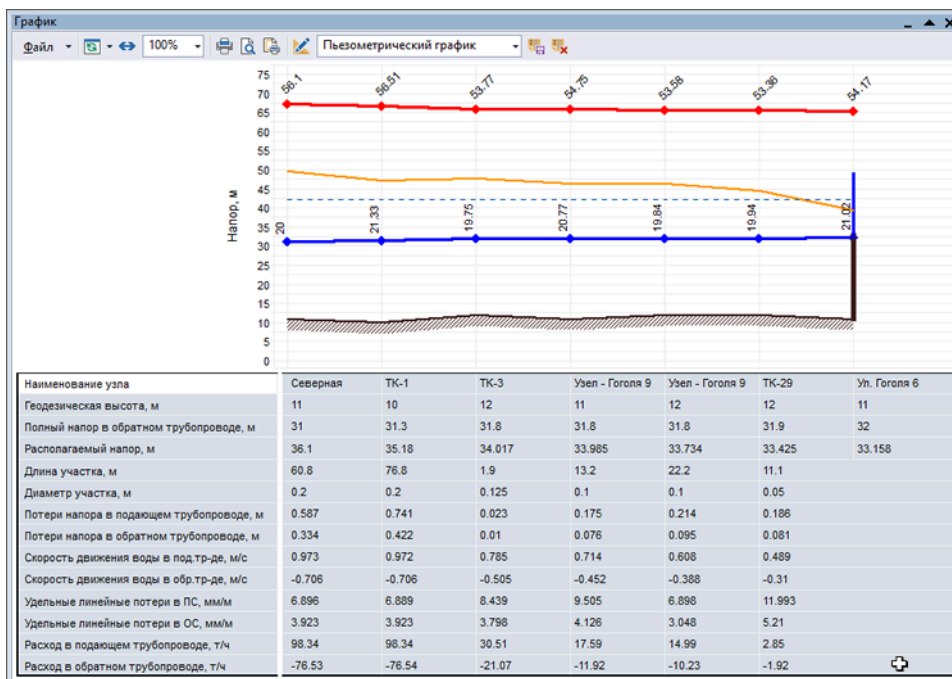 График
Файл 100% Пьезометрический график
75
56.1 56.51 53.77 54.75 53.58 53.36 54.17
70
65
60
55
50
45
40
35
20 21.33 19.75 20.77 19.84 19.94 21.02
30
25
20
15
10
5
0
Напор, м
Наименование узла Северная ТК-1 ТК-3 Узел - Гоголя 9 Узел - Гоголя 9 ТК-29 Ул. Гоголя 6
Геодезическая высота, м 11 10 12 11 12 12 11
Полный напор в обратном трубопроводе, м 31 31.3 31.8 31.8 31.8 31.9 32
Располагаемый напор, м 36.1 35.18 34.017 33.985 33.734 33.425 33.158
Длина участка, м 60.8 76.8 1.9 13.2 22.2 11.1
Диаметр участка, м 0.2 0.2 0.125 0.1 0.1 0.05
Потери напора в подающем трубопроводе, м 0.587 0.741 0.023 0.175 0.214 0.186
Потери напора в обратном трубопроводе, м 0.334 0.422 0.01 0.076 0.095 0.081
Скорость движения воды в под.тр-де, м/с 0.973 0.972 0.785 0.714 0.608 0.489
Скорость движения воды в обр.тр-де, м/с -0.706 -0.706 -0.505 -0.452 -0.388 -0.31
Удельные линейные потери в ПС, мм/м 6.896 6.889 8.439 9.505 6.898 11.993
Удельные линейные потери в ОС, мм/м 3.923 3.923 3.798 4.126 3.048 5.21
Расход в подающем трубопроводе, т/ч 98.34 98.34 30.51 17.59 14.99 2.85
Расход в обратном трубопроводе, т/ч -76.53 -76.54 -21.07 -11.92 -10.23 -1.92